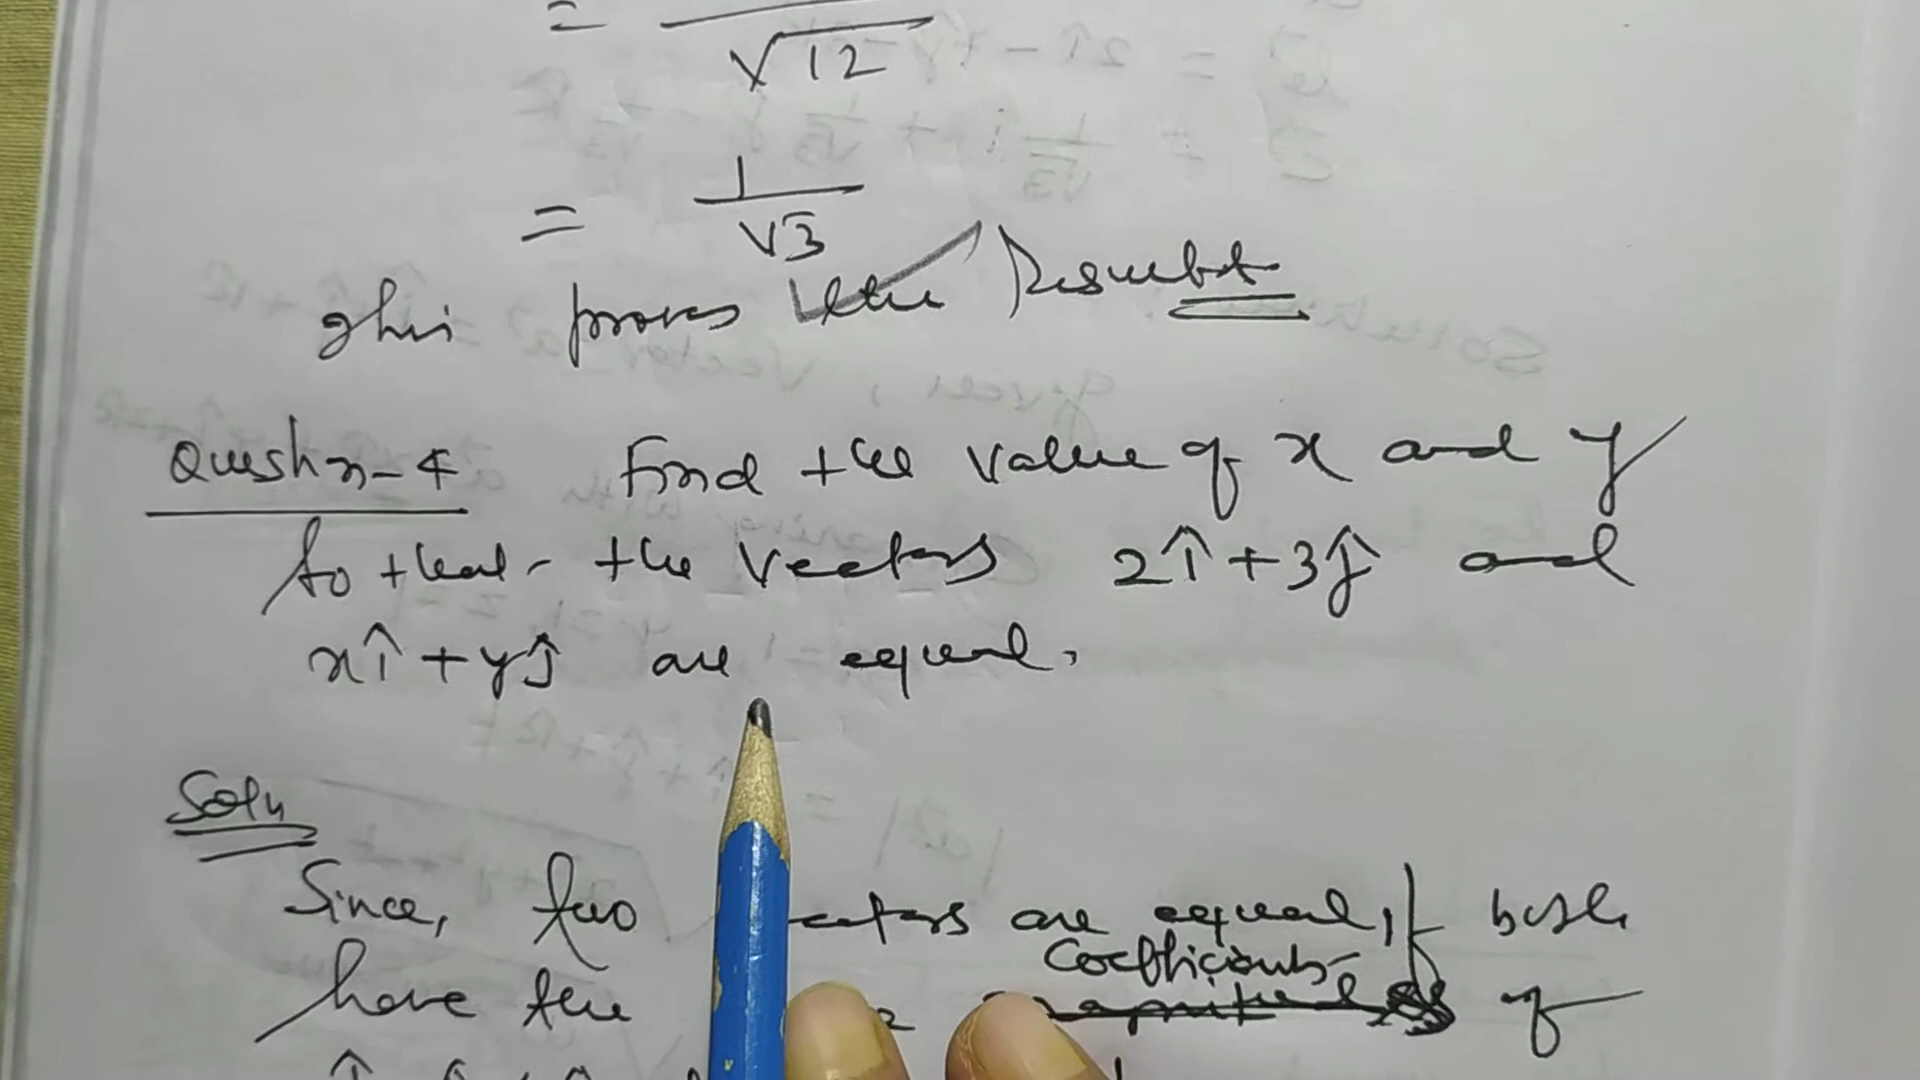 = √12
= 1/√3
This proves the Result
Question-4 Find the value of x and y
so that the vectors 2î+3ĵ and
xî+yĵ are equal.
Soln
Since, two vectors are equal, if both
coefficients
have the of